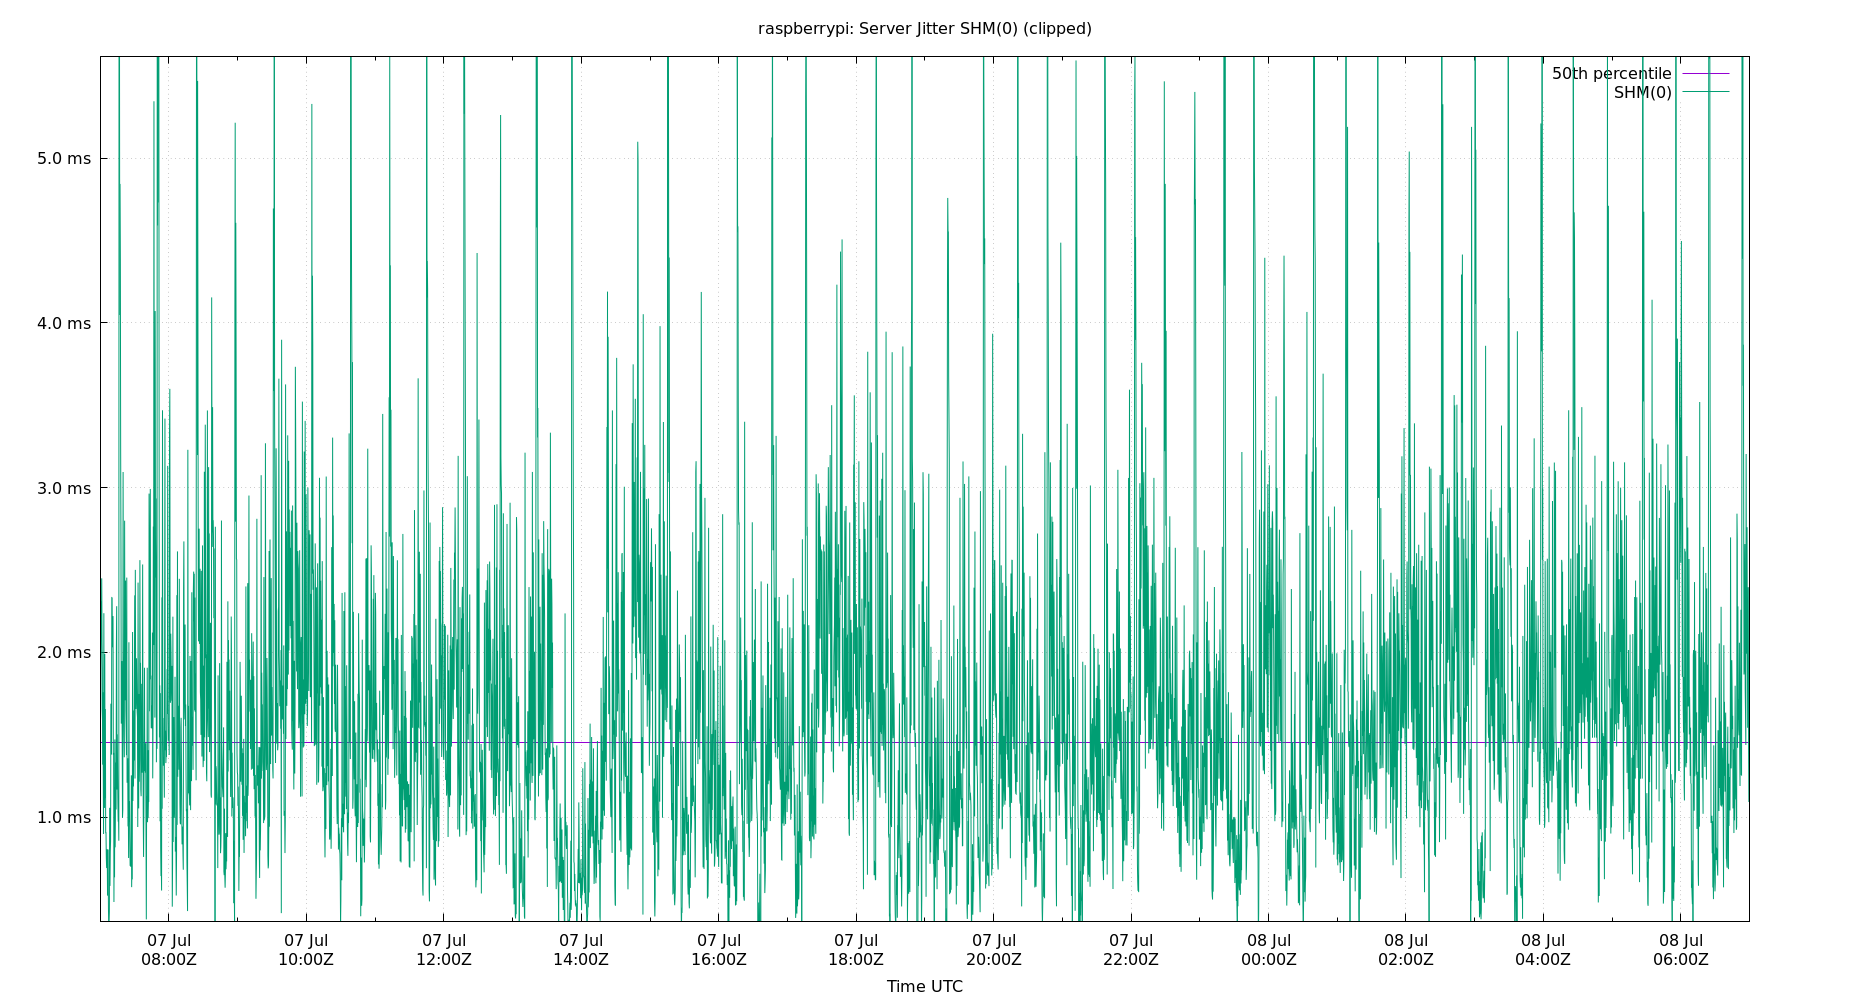 raspberrypi: Server Jitter SHM(0) (clipped)
50th percentile
SHM(0)
5.0 ms
4.0 ms
3.0 ms
2.0 ms
1.0 ms
07 Jul 07 Jul 07 Jul 07 Jul 07 Jul 07 Jul 07 Jul 07 Jul 08 Jul 08 Jul 08 Jul 08 Jul
08:00Z 10:00Z 12:00Z 14:00Z 16:00Z 18:00Z 20:00Z 22:00Z 00:00Z 02:00Z 04:00Z 06:00Z
Time UTC